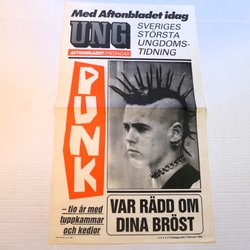 Med Aftonbladet idag
UNG
AFTONBLADET FREDAGAR
SVERIGES
STÖRSTA
UNGDOMS-
TIDNING
PUNK
– tio år med
tuppkammar
och kedjor
VAR RÄDD OM
DINA BRÖST